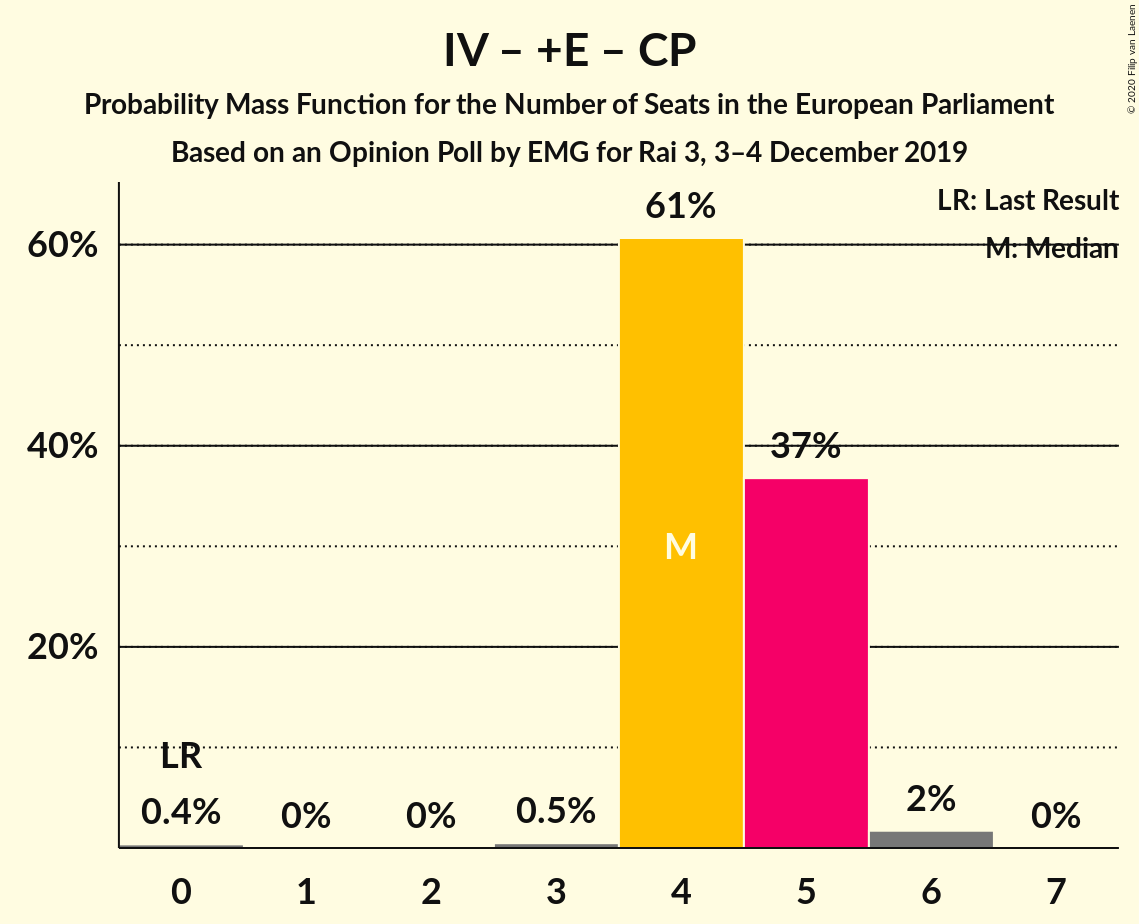 IV – +E – CP
Probability Mass Function for the Number of Seats in the European Parliament
Based on an Opinion Poll by EMG for Rai 3, 3–4 December 2019
© 2020 Filip van Laenen
LR: Last Result
M: Median
61%
60%
40%
37%
M
20%
LR
0.4% 0% 0% 0.5% 2% 0%
0 1 2 3 4 5 6 7